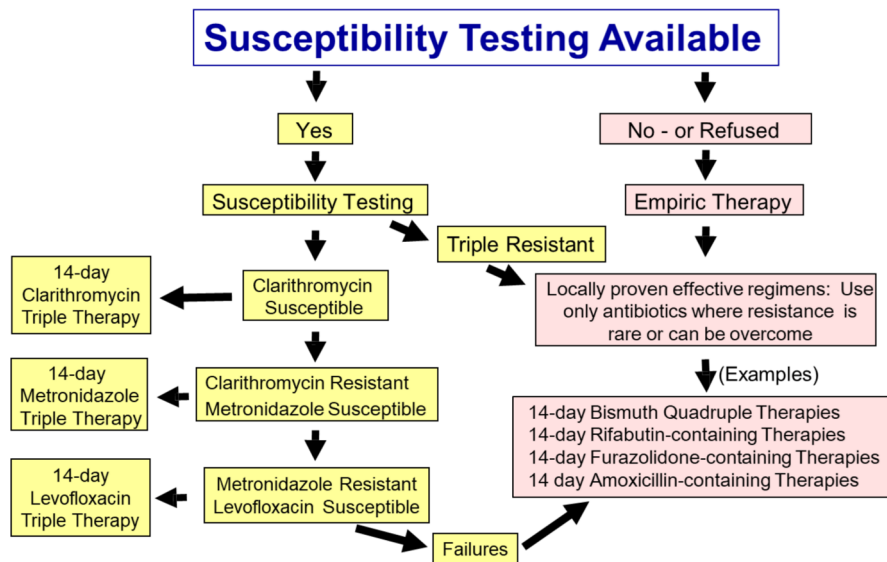 Susceptibility Testing Available
Yes
No - or Refused
Susceptibility Testing
Empiric Therapy
Triple Resistant
14-day
Clarithromycin
Triple Therapy
Clarithromycin
Susceptible
Locally proven effective regimens: Use
only antibiotics where resistance is
rare or can be overcome
14-day
Metronidazole
Triple Therapy
Clarithromycin Resistant
Metronidazole Susceptible
(Examples)
14-day Bismuth Quadruple Therapies
14-day Rifabutin-containing Therapies
14-day Furazolidone-containing Therapies
14 day Amoxicillin-containing Therapies
14-day
Levofloxacin
Triple Therapy
Metronidazole Resistant
Levofloxacin Susceptible
Failures